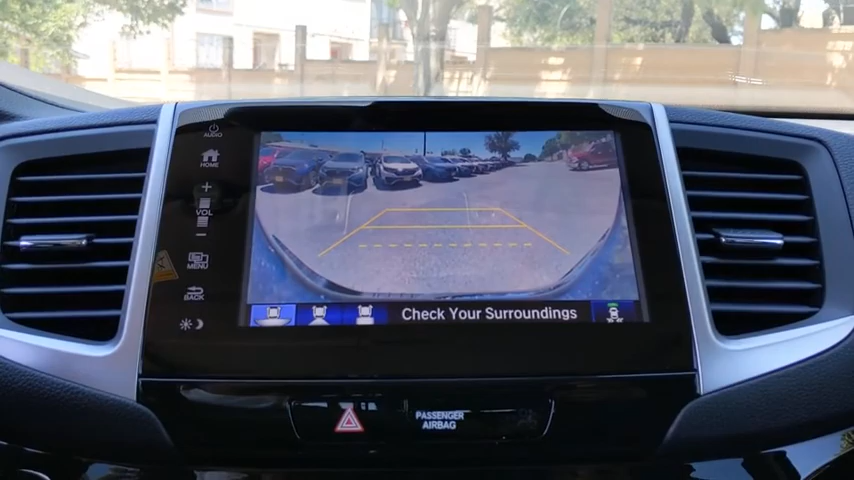 AUDIO
HOME
+
VOL
-
MENU
BACK
Check Your Surroundings
PASSENGER
AIRBAG